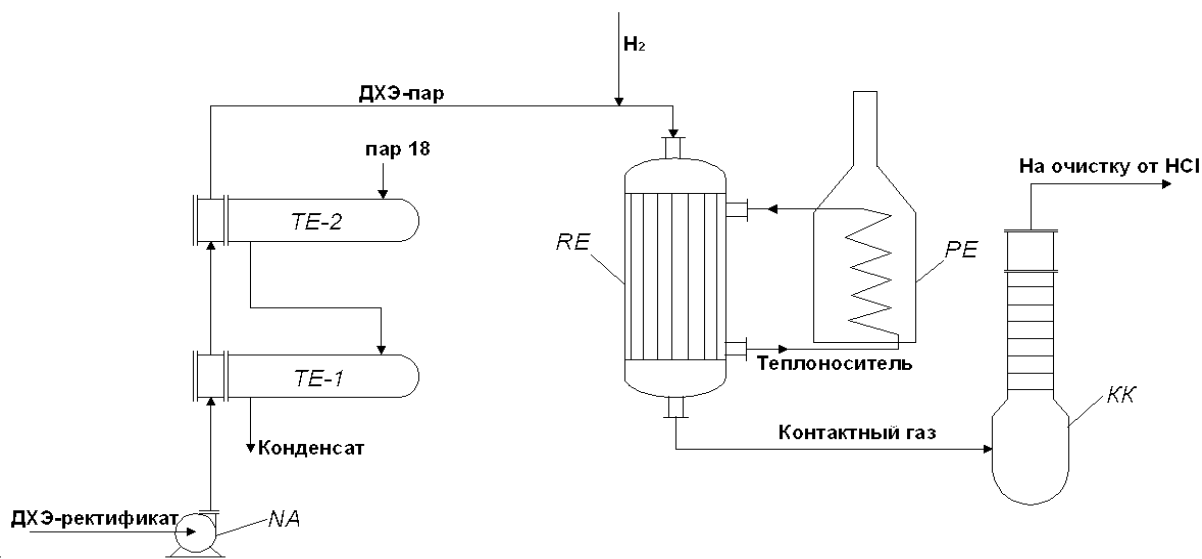 H₂
ДХЭ-пар
пар 18
На очистку от HCl
TE-2
RE
PE
TE-1
Теплоноситель
КК
Контактный газ
Конденсат
ДХЭ-ректификат
NA